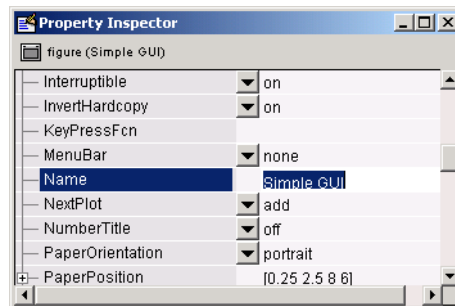 Property Inspector
figure (Simple GUI)
Interruptible on
InvertHardcopy on
KeyPressFcn
MenuBar none
Name Simple GUI
NextPlot add
NumberTitle off
PaperOrientation portrait
PaperPosition [0.25 2.5 8 6]